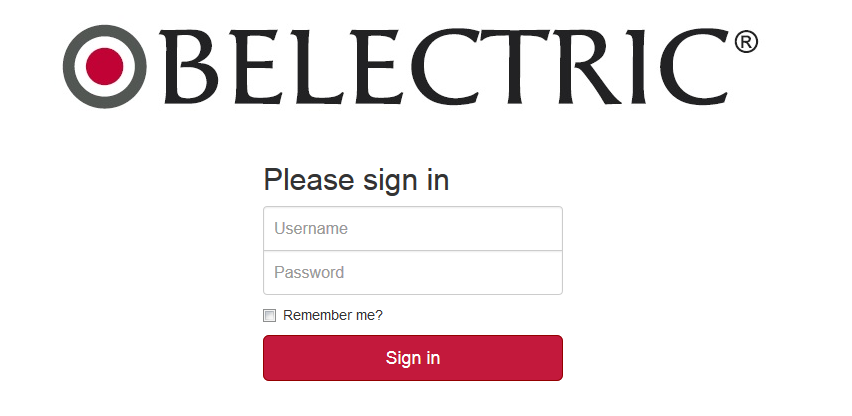 BELECTRIC®
Please sign in
Username
Password
Remember me?
Sign in